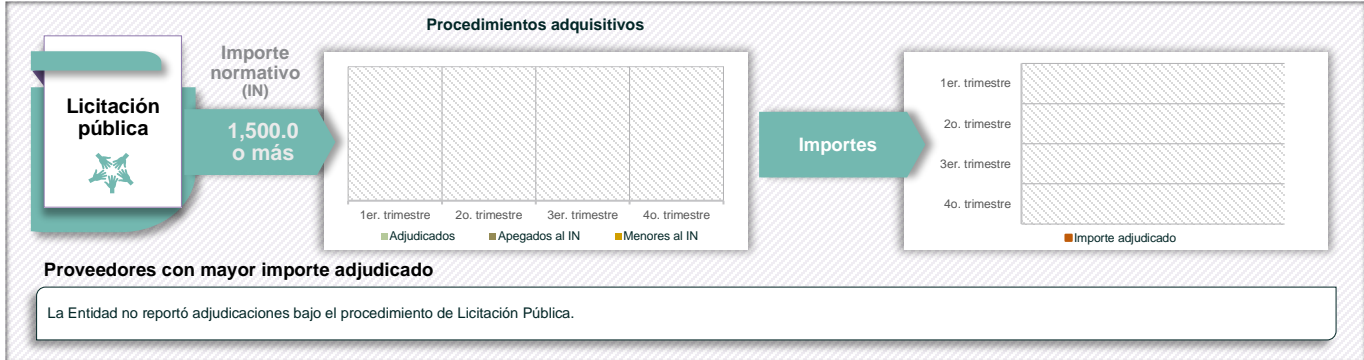 Procedimientos adquisitivos
Licitación
pública
Importe
normativo
(IN)
1,500.0
o más
1er. trimestre 2o. trimestre 3er. trimestre 4o. trimestre
Adjudicados Apegados al IN Menores al IN
Importes
1er. trimestre
2o. trimestre
3er. trimestre
4o. trimestre
Importe adjudicado
Proveedores con mayor importe adjudicado
La Entidad no reportó adjudicaciones bajo el procedimiento de Licitación Pública.